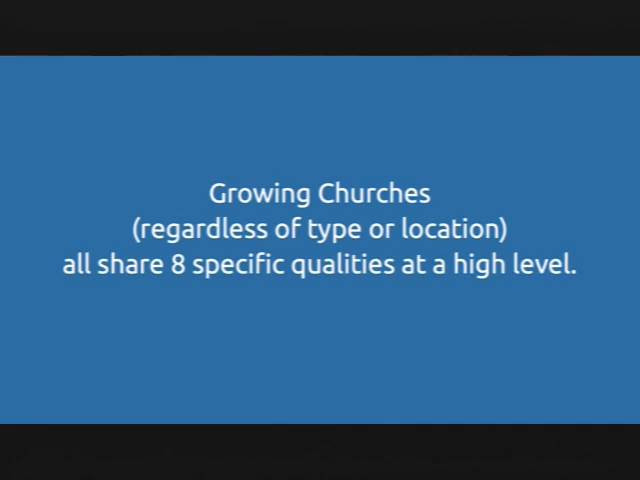 Growing Churches
(regardless of type or location)
all share 8 specific qualities at a high level.